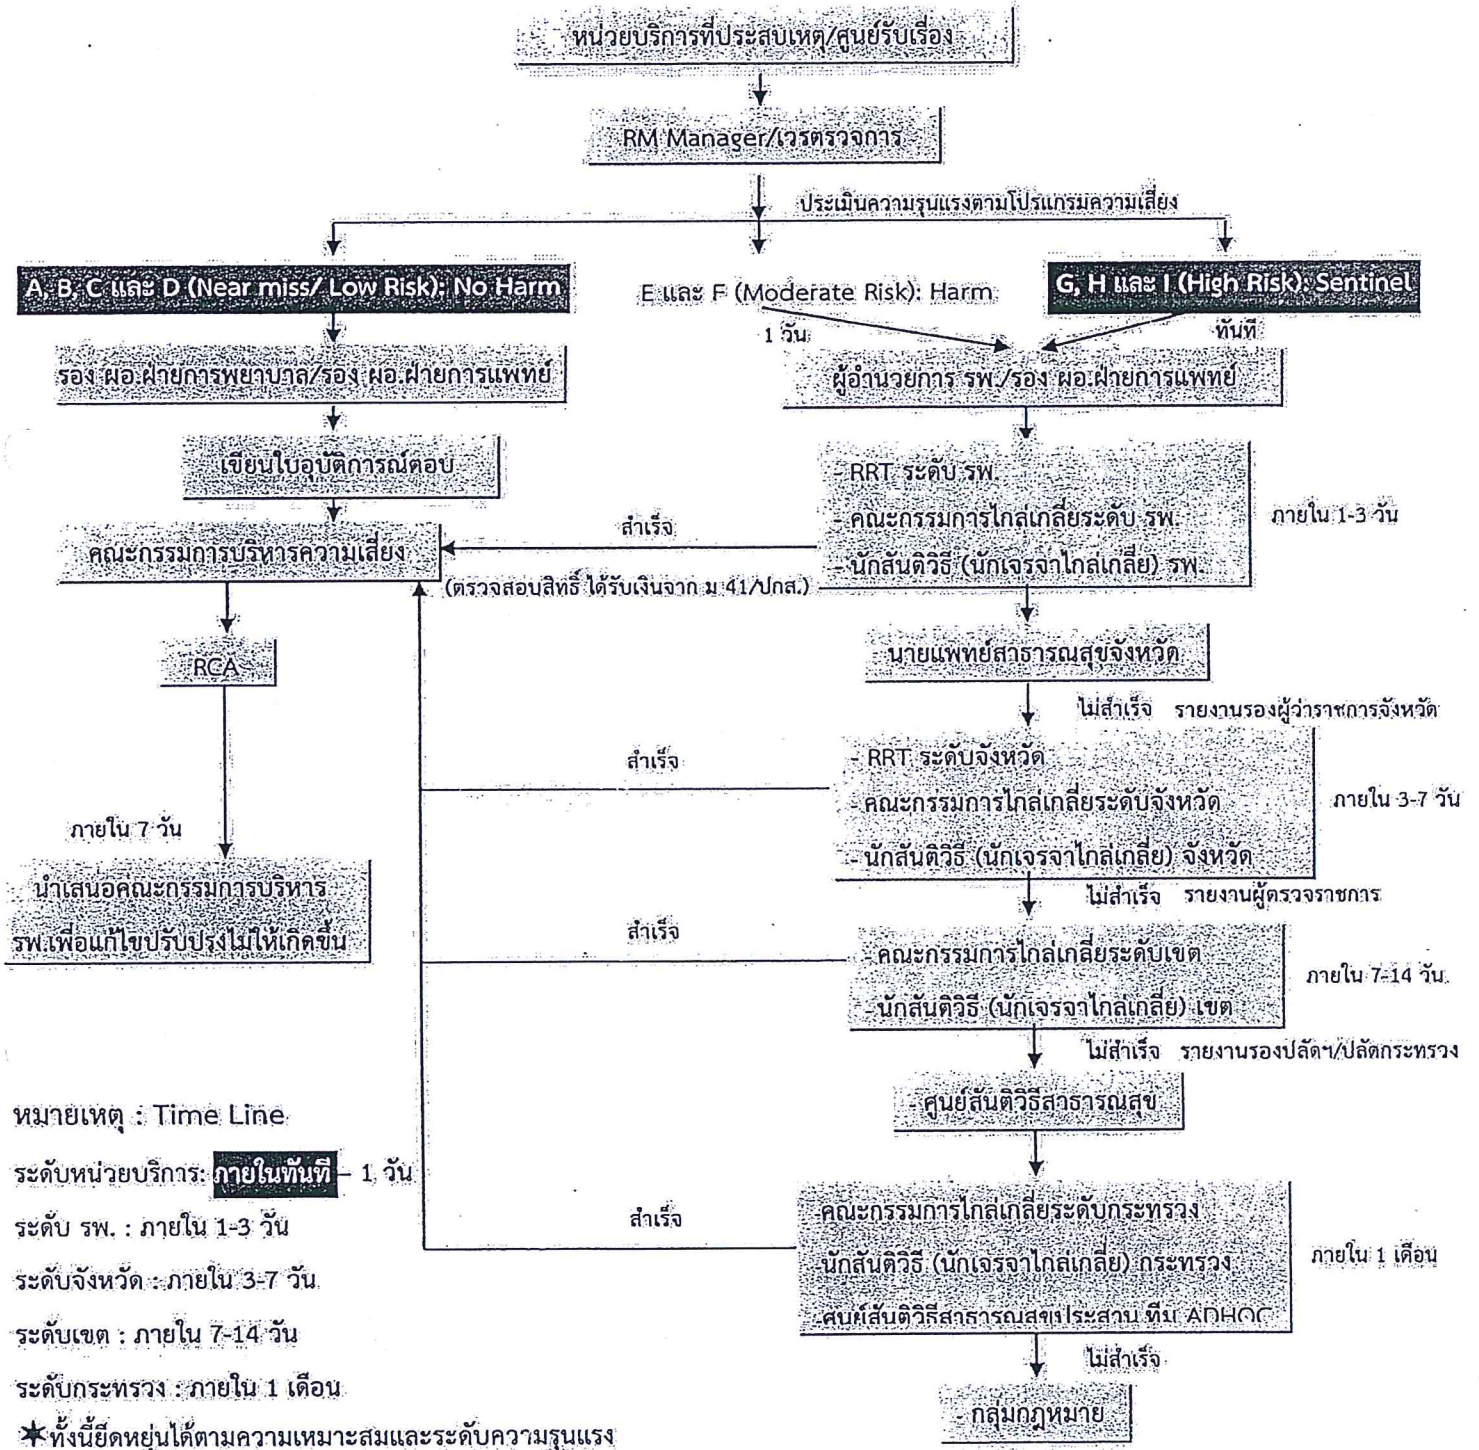 หน่วยบริการที่ประสบเหตุ/ศูนย์รับเรื่อง
RM Manager/เวรตรวจการ
ประเมินความรุนแรงตามโปรแกรมความเสี่ยง
A, B, C และ D (Near miss/ Low Risk): No Harm
E และ F (Moderate Risk): Harm
G, H และ I (High Risk): Sentinel
1 วัน
ทันที
รอง ผอ.ฝ่ายการพยาบาล/รอง ผอ.ฝ่ายการแพทย์
ผู้อำนวยการ รพ./รอง ผอ.ฝ่ายการแพทย์
เขียนใบอุบัติการณ์ตอบ
- RRT ระดับ รพ.
- คณะกรรมการไกล่เกลี่ยระดับ รพ.
- นักสันติวิธี (นักเจรจาไกล่เกลี่ย) รพ.
ภายใน 1-3 วัน
สำเร็จ
คณะกรรมการบริหารความเสี่ยง
(ตรวจสอบสิทธิ์ ได้รับเงินจาก ม 41/ปกส.)
RCA
นายแพทย์สาธารณสุขจังหวัด
ไม่สำเร็จ รายงานรองผู้ว่าราชการจังหวัด
สำเร็จ
- RRT ระดับจังหวัด
- คณะกรรมการไกล่เกลี่ยระดับจังหวัด
- นักสันติวิธี (นักเจรจาไกล่เกลี่ย) จังหวัด
ภายใน 3-7 วัน
ภายใน 7 วัน
นำเสนอคณะกรรมการบริหาร
รพ.เพื่อแก้ไขปรับปรุงไม่ให้เกิดขึ้น
ไม่สำเร็จ รายงานผู้ตรวจราชการ
สำเร็จ
- คณะกรรมการไกล่เกลี่ยระดับเขต
- นักสันติวิธี (นักเจรจาไกล่เกลี่ย) เขต
ภายใน 7-14 วัน
ไม่สำเร็จ รายงานรองปลัดฯ/ปลัดกระทรวง
- ศูนย์สันติวิธีสาธารณสุข
สำเร็จ
-คณะกรรมการไกล่เกลี่ยระดับกระทรวง
-นักสันติวิธี (นักเจรจาไกล่เกลี่ย) กระทรวง
-ศูนย์สันติวิธีสาธารณสุขประสาน ทีม ADHOC
ภายใน 1 เดือน
ไม่สำเร็จ
- กลุ่มกฎหมาย
หมายเหตุ : Time Line
ระดับหน่วยบริการ: ภายในทันที – 1 วัน
ระดับ รพ. : ภายใน 1-3 วัน
ระดับจังหวัด : ภายใน 3-7 วัน
ระดับเขต : ภายใน 7-14 วัน
ระดับกระทรวง : ภายใน 1 เดือน
★ทั้งนี้ยืดหยุ่นได้ตามความเหมาะสมและระดับความรุนแรง